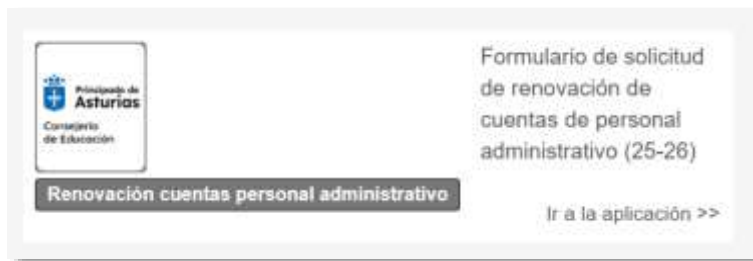 Principado de
Asturias
Consejería
de Educación
Renovación cuentas personal administrativo
Formulario de solicitud
de renovación de
cuentas de personal
administrativo (25-26)
Ir a la aplicación >>